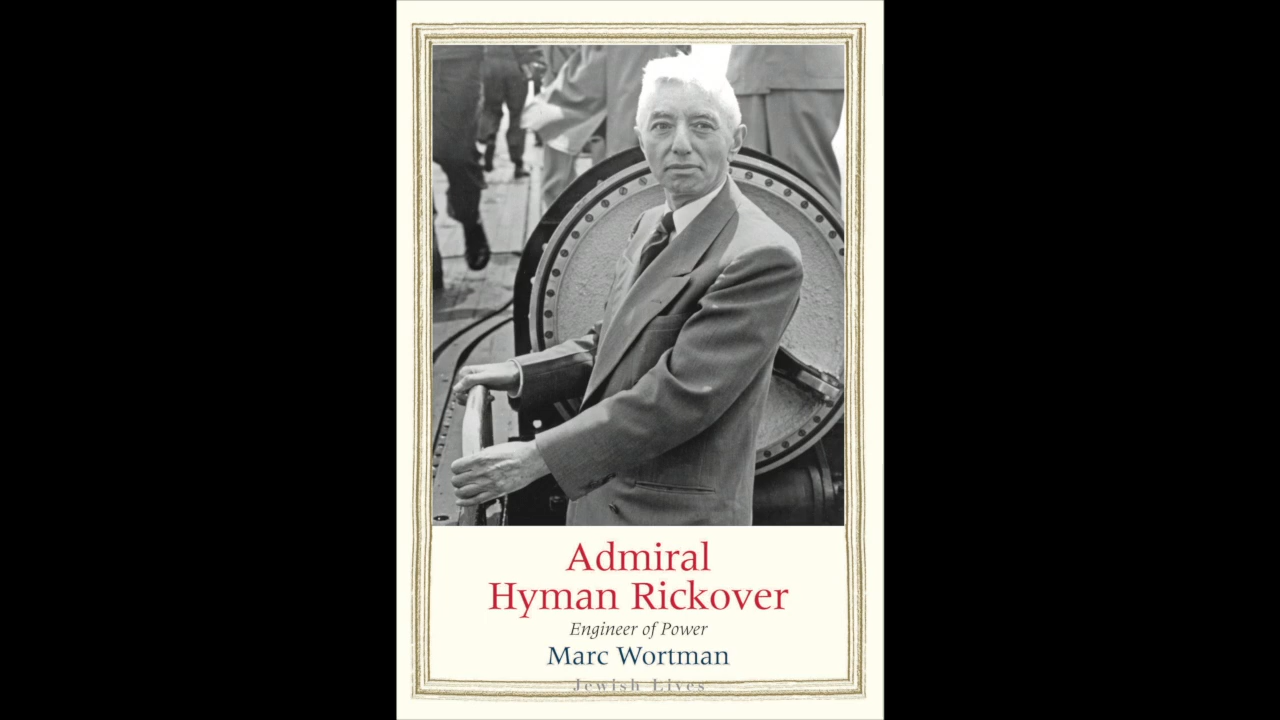 Admiral
Hyman Rickover
Engineer of Power
Marc Wortman
Jewish Lives